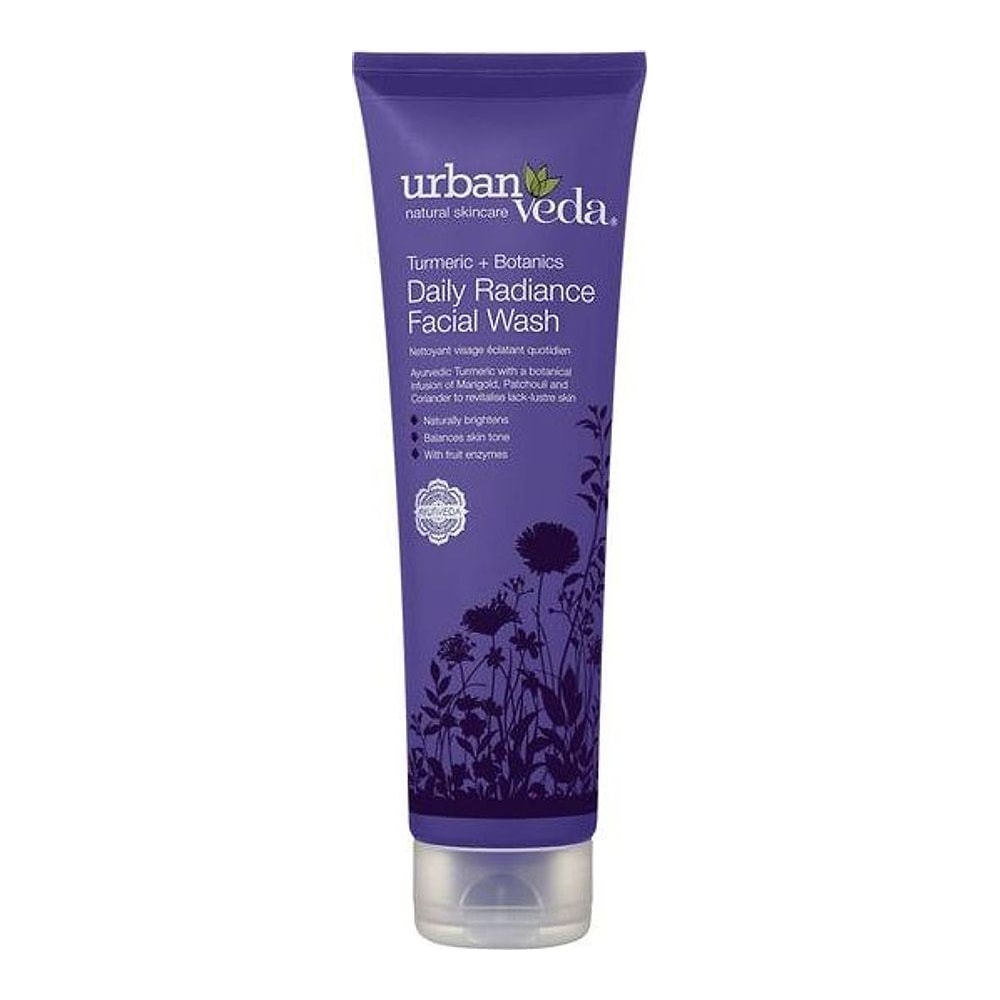 urban
natural skincare veda®
Turmeric + Botanics
Daily Radiance
Facial Wash
Nettoyant visage éclatant quotidien
Ayurvedic Turmeric with a botanical
infusion of Marigold, Patchouli and
Coriander to revitalise lack-lustre skin
Naturally brightens
Balances skin tone
With fruit enzymes
AYURVEDA